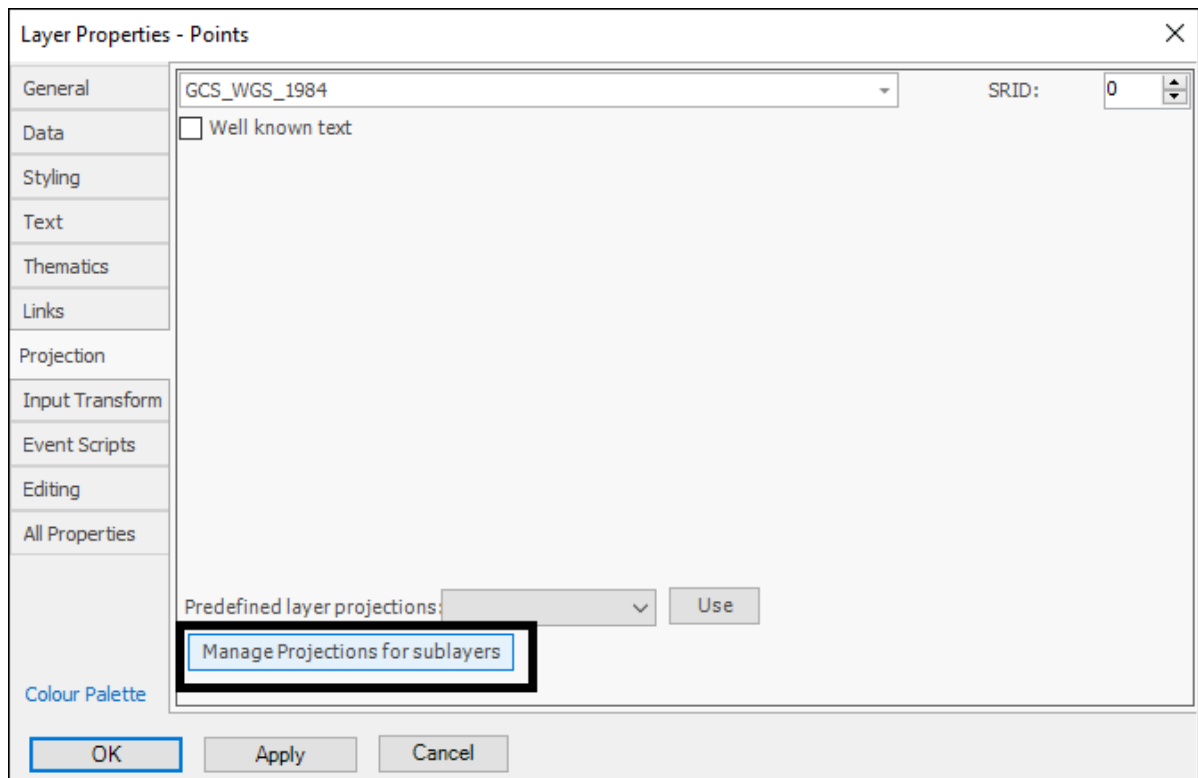 Layer Properties - Points
General
GCS_WGS_1984
SRID:
0
Well known text
Data
Styling
Text
Thematics
Links
Projection
Input Transform
Event Scripts
Editing
All Properties
Predefined layer projections:
Use
Manage Projections for sublayers
Colour Palette
OK
Apply
Cancel